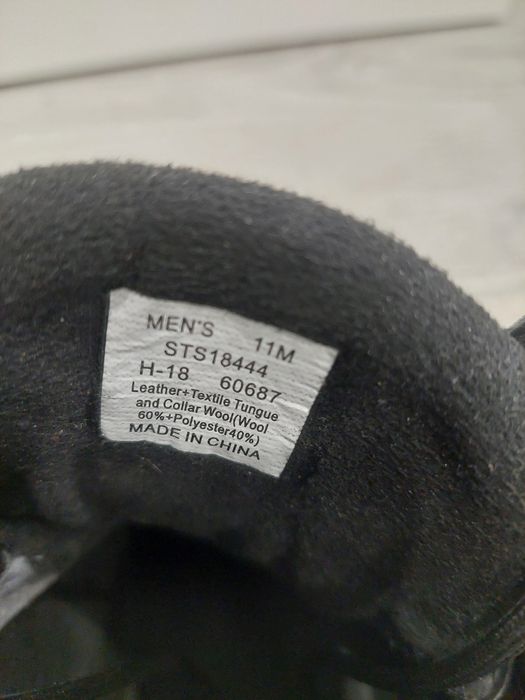 MEN'S 11M
STS18444
H-18 60687
Leather+Textile Tungue
and Collar Wool(Wool
60%+Polyester40%)
MADE IN CHINA